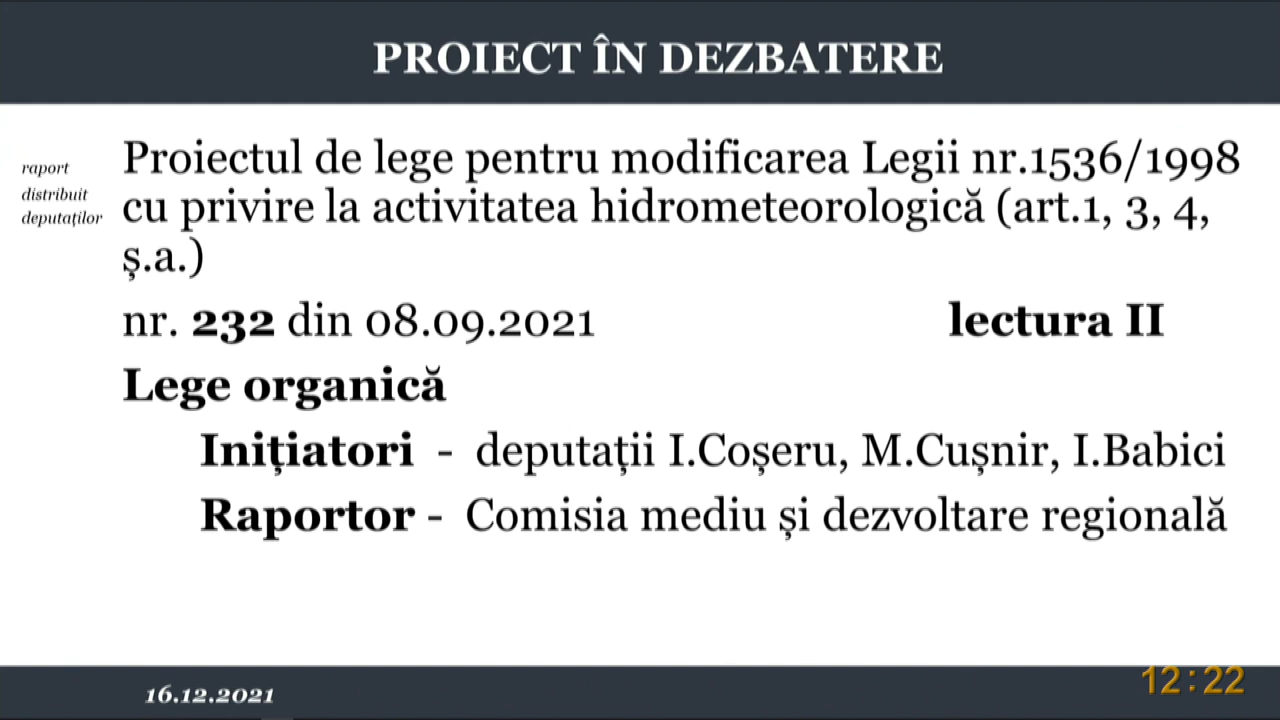 PROIECT ÎN DEZBATERE
raport
distribuit
deputaților
Proiectul de lege pentru modificarea Legii nr.1536/1998
cu privire la activitatea hidrometeorologică (art.1, 3, 4,
ș.a.)
nr. 232 din 08.09.2021 lectura II
Lege organică
Inițiatori - deputații I.Coșeru, M.Cușnir, I.Babici
Raportor - Comisia mediu și dezvoltare regională
16.12.2021
12:22